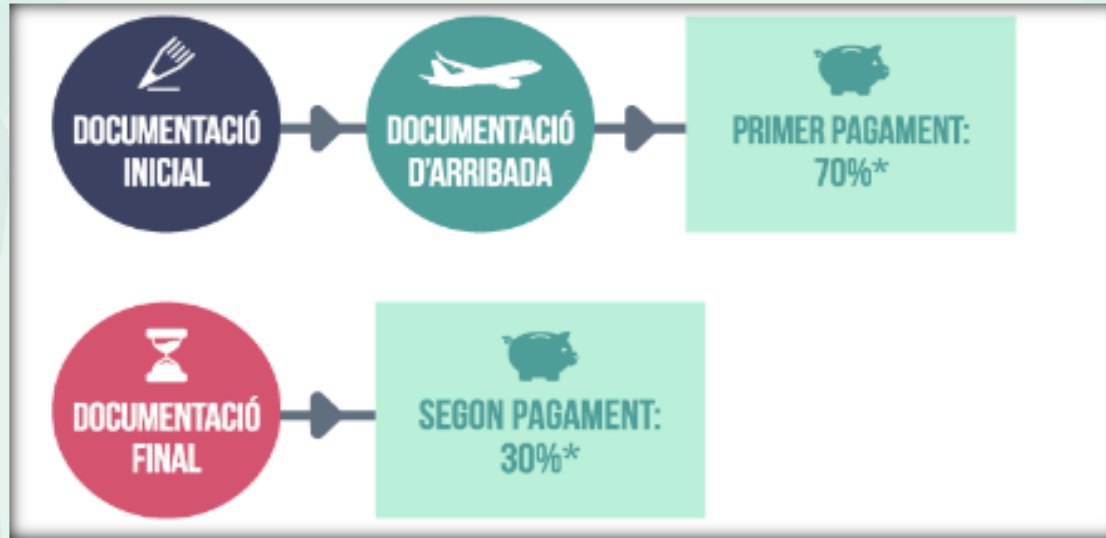 DOCUMENTACIÓ
INICIAL
DOCUMENTACIÓ
D'ARRIBADA
PRIMER PAGAMENT:
70%*
DOCUMENTACIÓ
FINAL
SEGON PAGAMENT:
30%*